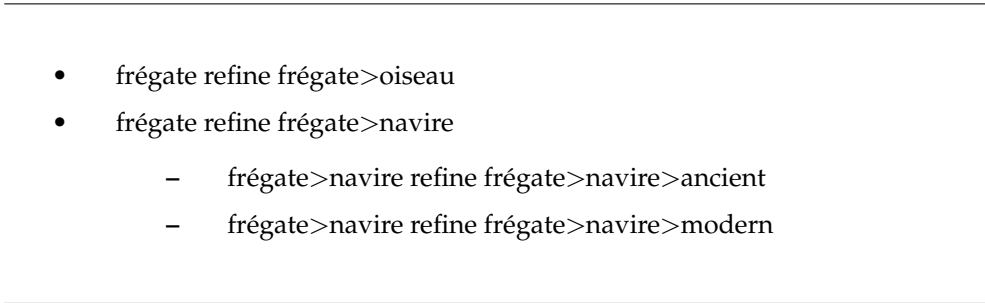 • frégate refine frégate>oiseau
• frégate refine frégate>navire
– frégate>navire refine frégate>navire>ancient
– frégate>navire refine frégate>navire>modern